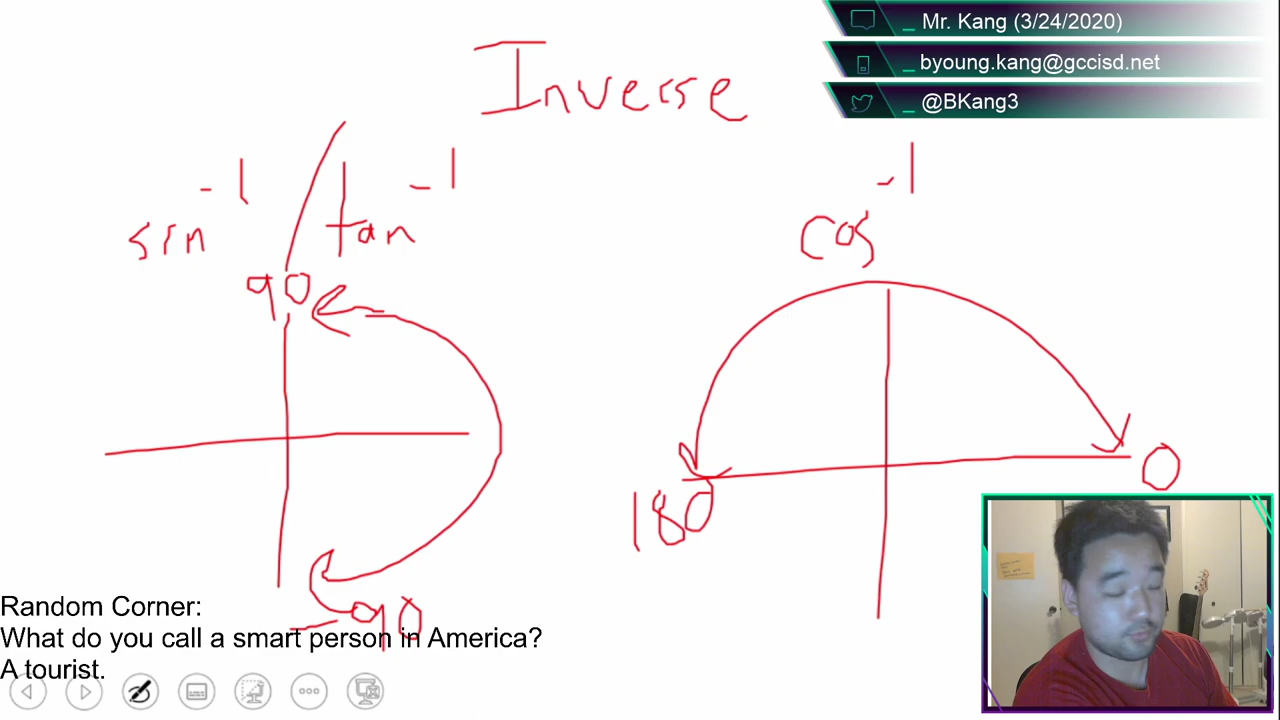 Mr. Kang (3/24/2020)
byoung.kang@gccisd.net
@BKang3
Inverse
sin⁻¹ / tan⁻¹
cos⁻¹
90
0
180
-90
Random Corner:
What do you call a smart person in America?
A tourist.